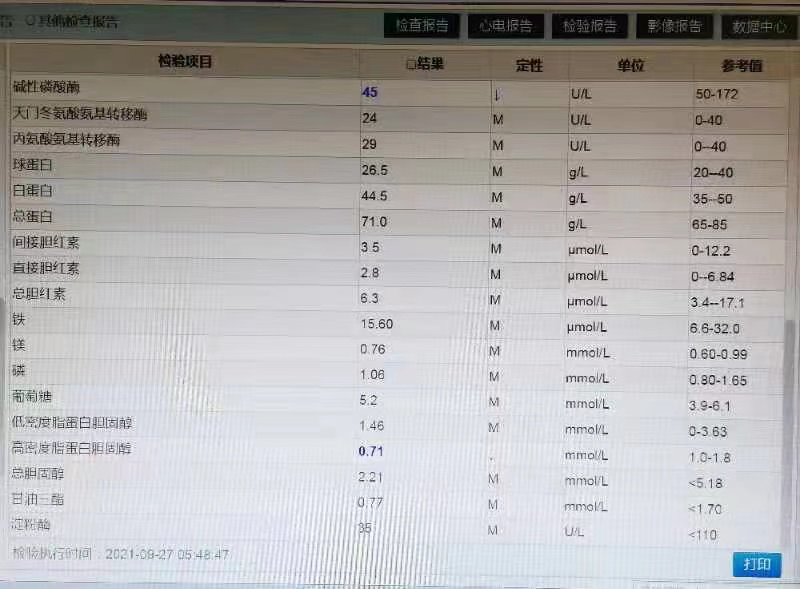 告 其他检查报告 检查报告 心电报告 检验报告 影像报告 数据中心
检验项目 结果 定性 单位 参考值
碱性磷酸酶 45 ↓ U/L 50-172
天门冬氨酸氨基转移酶 24 M U/L 0-40
丙氨酸氨基转移酶 29 M U/L 0--40
球蛋白 26.5 M g/L 20--40
白蛋白 44.5 M g/L 35--50
总蛋白 71.0 M g/L 65-85
间接胆红素 3.5 M μmol/L 0-12.2
直接胆红素 2.8 M μmol/L 0--6.84
总胆红素 6.3 M μmol/L 3.4--17.1
铁 15.60 M μmol/L 6.6-32.0
镁 0.76 M mmol/L 0.60-0.99
磷 1.06 M mmol/L 0.80-1.65
葡萄糖 5.2 M mmol/L 3.9-6.1
低密度脂蛋白胆固醇 1.46 M mmol/L 0-3.63
高密度脂蛋白胆固醇 0.71 mmol/L 1.0-1.8
总胆固醇 2.21 M mmol/L <5.18
甘油三酯 0.77 M mmol/L <1.70
淀粉酶 35 M U/L <110
检验执行时间：2021-09-27 05:48:47
打印